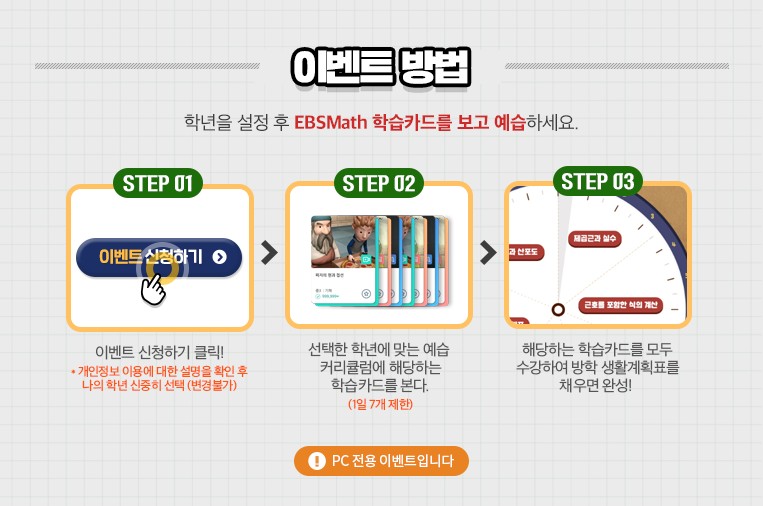 이벤트 방법
학년을 설정 후 EBSMath 학습카드를 보고 예습하세요.
STEP 01
이벤트 신청하기
이벤트 신청하기 클릭!
* 개인정보 이용에 대한 설명을 확인 후
나의 학년 신중히 선택 (변경불가)
STEP 02
선택한 학년에 맞는 예습
커리큘럼에 해당하는
학습카드를 본다.
(1일 7개 제한)
STEP 03
3
4
5
6
제곱근과 실수
과 산포도
근호를 포함한 식의 계산
해당하는 학습카드를 모두
수강하여 방학 생활계획표를
채우면 완성!
! PC 전용 이벤트입니다